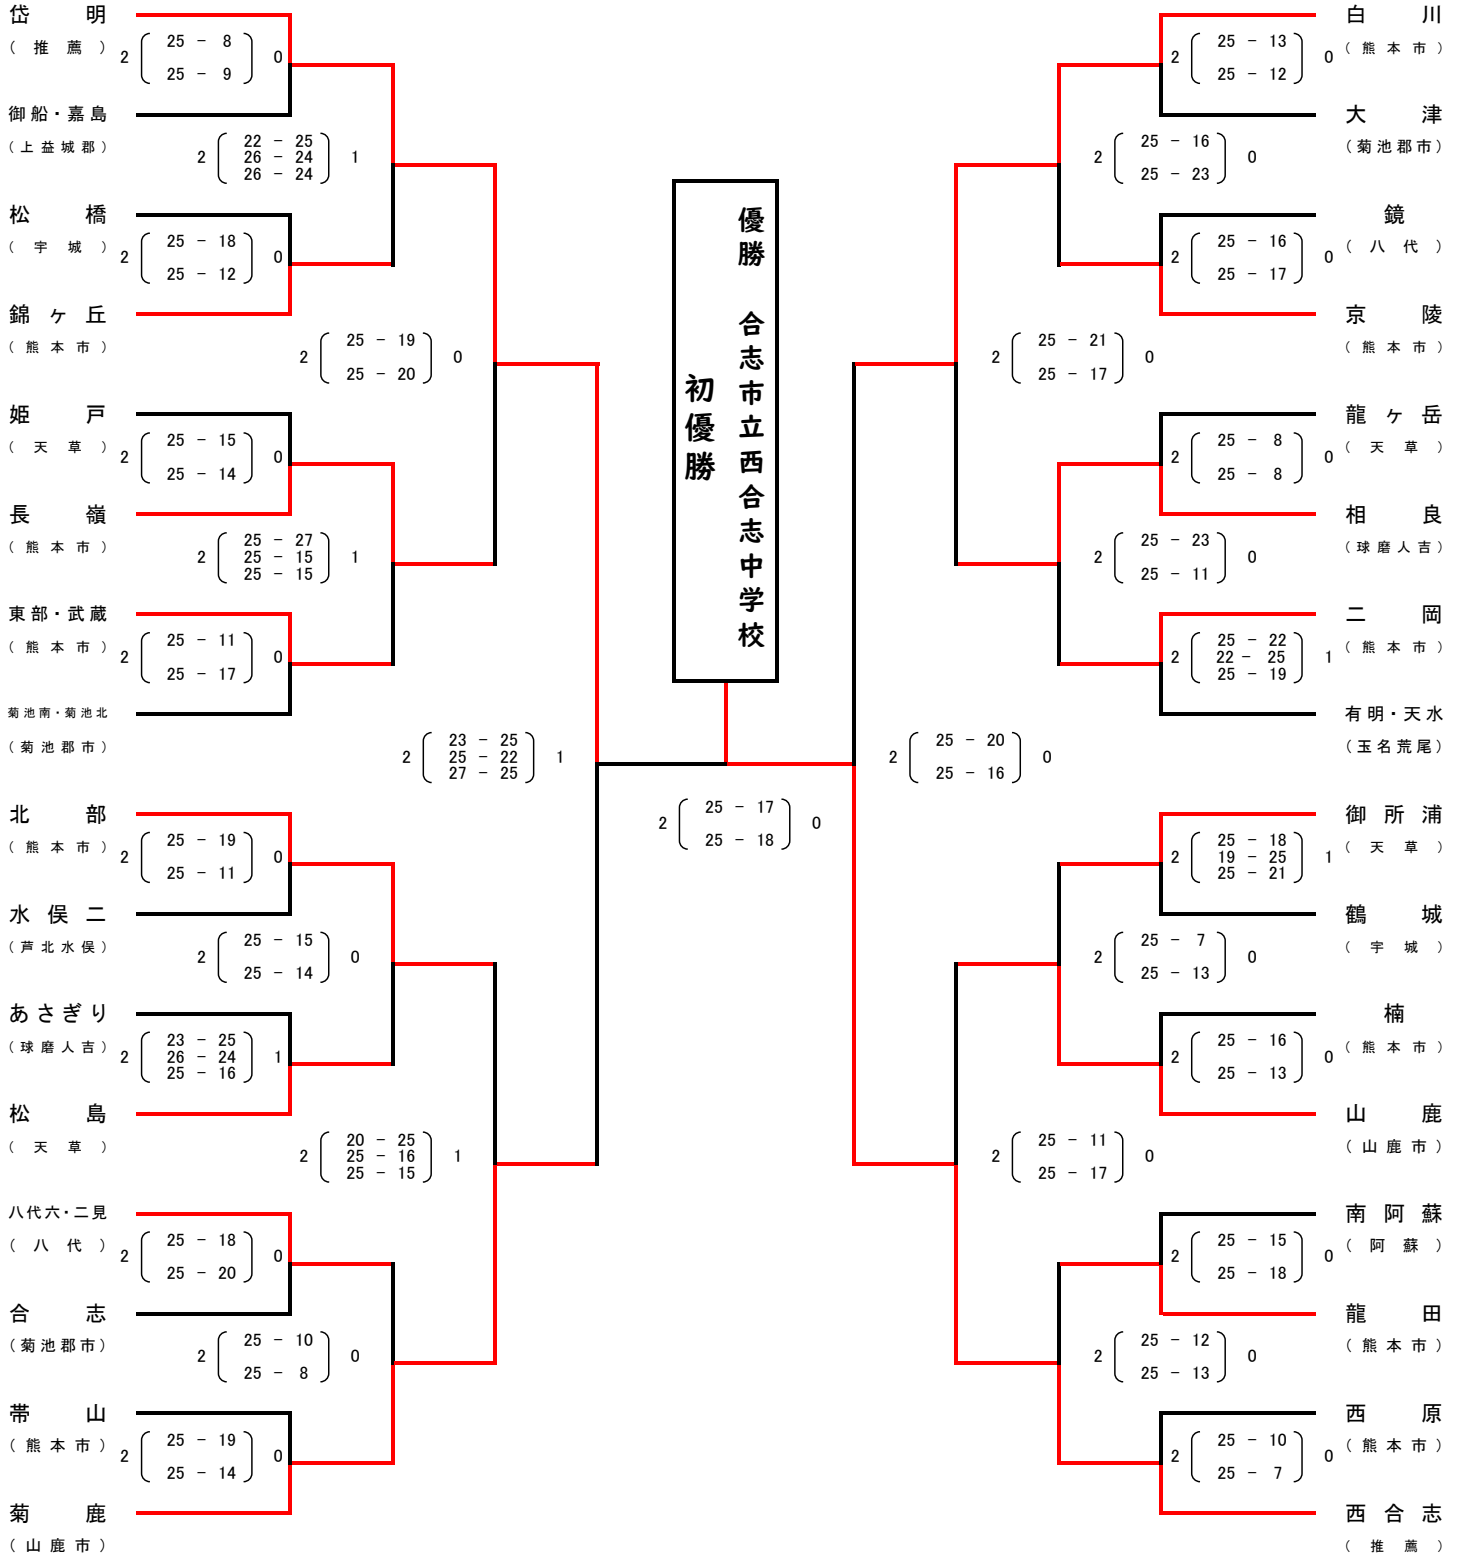 岱明
(推薦)
2 25 - 8 0
25 - 9
御船・嘉島
(上益城郡)
2 22 - 25 1
26 - 24
26 - 24
松橋
(宇城)
2 25 - 18 0
25 - 12
錦ヶ丘
(熊本市)
2 25 - 19 0
25 - 20
姫戸
(天草)
2 25 - 15 0
25 - 14
長嶺
(熊本市)
2 25 - 27 1
25 - 15
25 - 15
東部・武蔵
(熊本市)
2 25 - 11 0
25 - 17
菊池南・菊池北
(菊池郡市)
2 23 - 25 1
25 - 22
27 - 25
北部
(熊本市)
2 25 - 19 0
25 - 11
水俣二
(芦北水俣)
2 25 - 15 0
25 - 14
あさぎり
(球磨人吉)
2 23 - 25 1
26 - 24
25 - 16
松島
(天草)
2 20 - 25 1
25 - 16
25 - 15
八代六・二見
(八代)
2 25 - 18 0
25 - 20
合志
(菊池郡市)
2 25 - 10 0
25 - 8
帯山
(熊本市)
2 25 - 19 0
25 - 14
菊鹿
(山鹿市)
優勝 合志市立西合志中学校
初優勝
2 25 - 17 0
25 - 18
白川
(熊本市)
2 25 - 13 0
25 - 12
大津
(菊池郡市)
2 25 - 16 0
25 - 23
鏡
(八代)
2 25 - 16 0
25 - 17
京陵
(熊本市)
2 25 - 21 0
25 - 17
龍ヶ岳
(天草)
2 25 - 8 0
25 - 8
相良
(球磨人吉)
2 25 - 23 0
25 - 11
二岡
(熊本市)
2 25 - 22 1
22 - 25
25 - 19
有明・天水
(玉名荒尾)
2 25 - 20 0
25 - 16
御所浦
(天草)
2 25 - 18 1
19 - 25
25 - 21
鶴城
(宇城)
2 25 - 7 0
25 - 13
楠
(熊本市)
2 25 - 16 0
25 - 13
山鹿
(山鹿市)
2 25 - 11 0
25 - 17
南阿蘇
(阿蘇)
2 25 - 15 0
25 - 18
龍田
(熊本市)
2 25 - 12 0
25 - 13
西原
(熊本市)
2 25 - 10 0
25 - 7
西合志
(推薦)